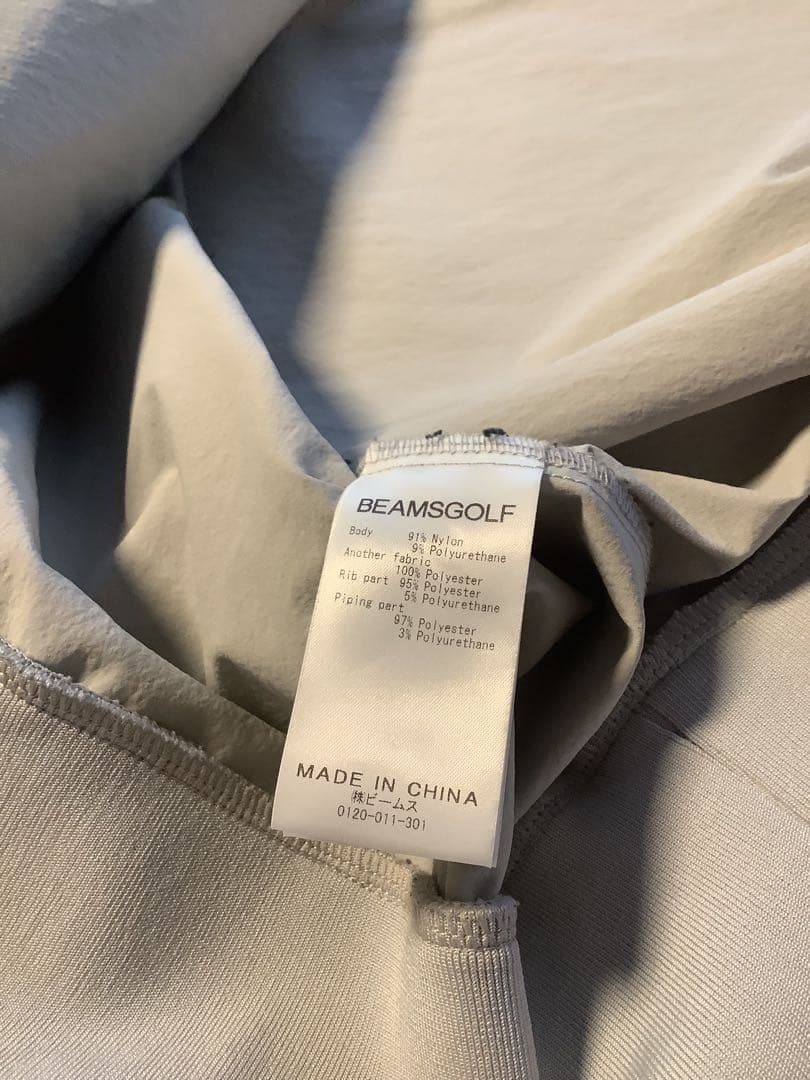 BEAMSGOLF
Body 91% Nylon
9% Polyurethane
Another fabric
100% Polyester
Rib part 95% Polyester
5% Polyurethane
Piping part
97% Polyester
3% Polyurethane
MADE IN CHINA
㈱ビームス
0120-011-301